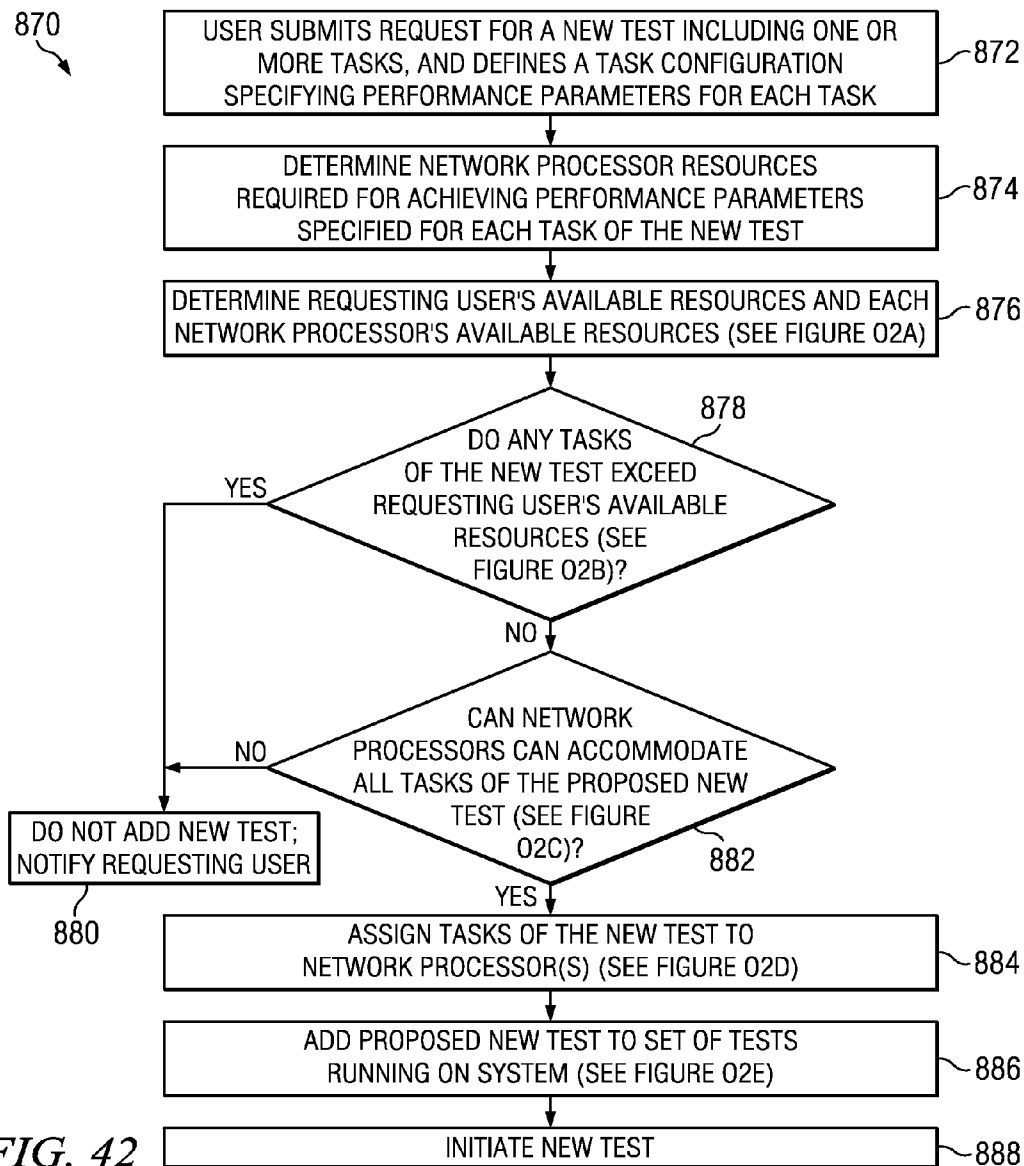 870
USER SUBMITS REQUEST FOR A NEW TEST INCLUDING ONE OR
MORE TASKS, AND DEFINES A TASK CONFIGURATION
SPECIFYING PERFORMANCE PARAMETERS FOR EACH TASK
872
DETERMINE NETWORK PROCESSOR RESOURCES
REQUIRED FOR ACHIEVING PERFORMANCE PARAMETERS
SPECIFIED FOR EACH TASK OF THE NEW TEST
874
DETERMINE REQUESTING USER'S AVAILABLE RESOURCES AND EACH
NETWORK PROCESSOR'S AVAILABLE RESOURCES (SEE FIGURE O2A)
876
878
DO ANY TASKS
OF THE NEW TEST EXCEED
REQUESTING USER'S AVAILABLE
RESOURCES (SEE
FIGURE O2B)?
YES
NO
CAN NETWORK
PROCESSORS CAN ACCOMMODATE
ALL TASKS OF THE PROPOSED NEW
TEST (SEE FIGURE
O2C)?
NO
882
DO NOT ADD NEW TEST;
NOTIFY REQUESTING USER
880
YES
ASSIGN TASKS OF THE NEW TEST TO
NETWORK PROCESSOR(S) (SEE FIGURE O2D)
884
ADD PROPOSED NEW TEST TO SET OF TESTS
RUNNING ON SYSTEM (SEE FIGURE O2E)
886
INITIATE NEW TEST
888
FIG. 42